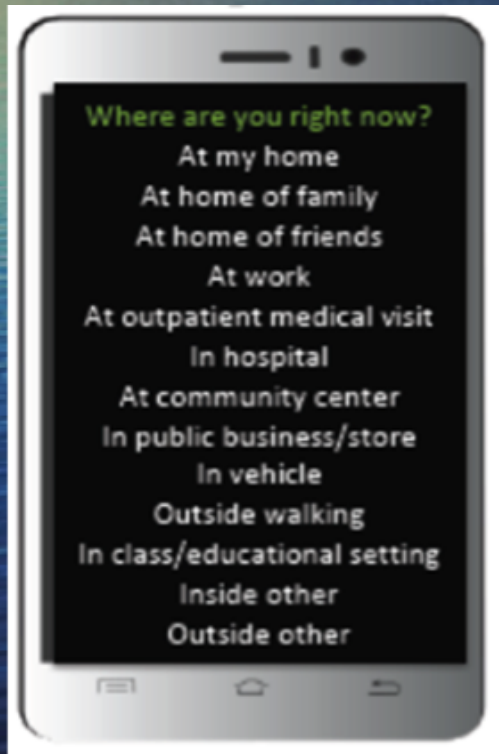 Where are you right now?
At my home
At home of family
At home of friends
At work
At outpatient medical visit
In hospital
At community center
In public business/store
In vehicle
Outside walking
In class/educational setting
Inside other
Outside other